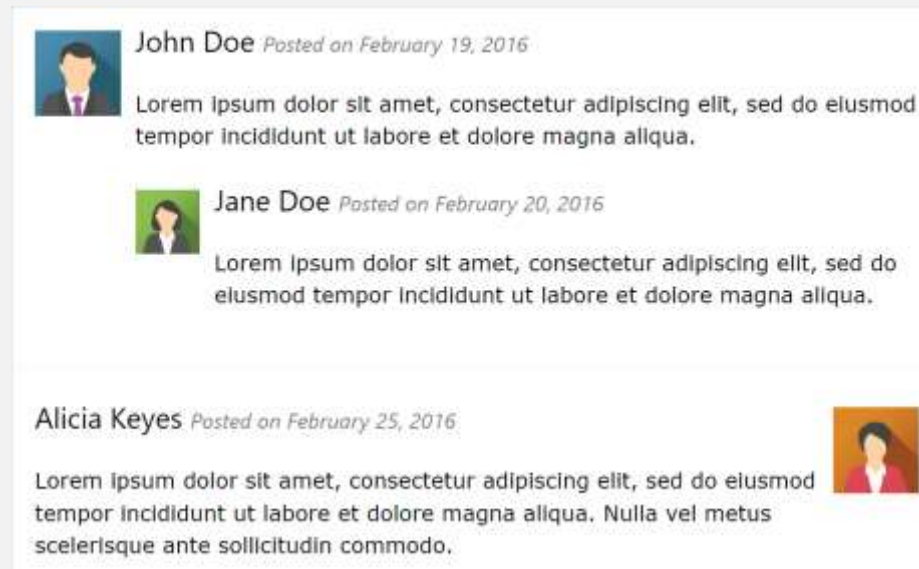 John Doe Posted on February 19, 2016
Lorem ipsum dolor sit amet, consectetur adipiscing elit, sed do eiusmod
tempor incididunt ut labore et dolore magna aliqua.
Jane Doe Posted on February 20, 2016
Lorem ipsum dolor sit amet, consectetur adipiscing elit, sed do
eiusmod tempor incididunt ut labore et dolore magna aliqua.
Alicia Keyes Posted on February 25, 2016
Lorem ipsum dolor sit amet, consectetur adipiscing elit, sed do eiusmod
tempor incididunt ut labore et dolore magna aliqua. Nulla vel metus
scelerisque ante sollicitudin commodo.